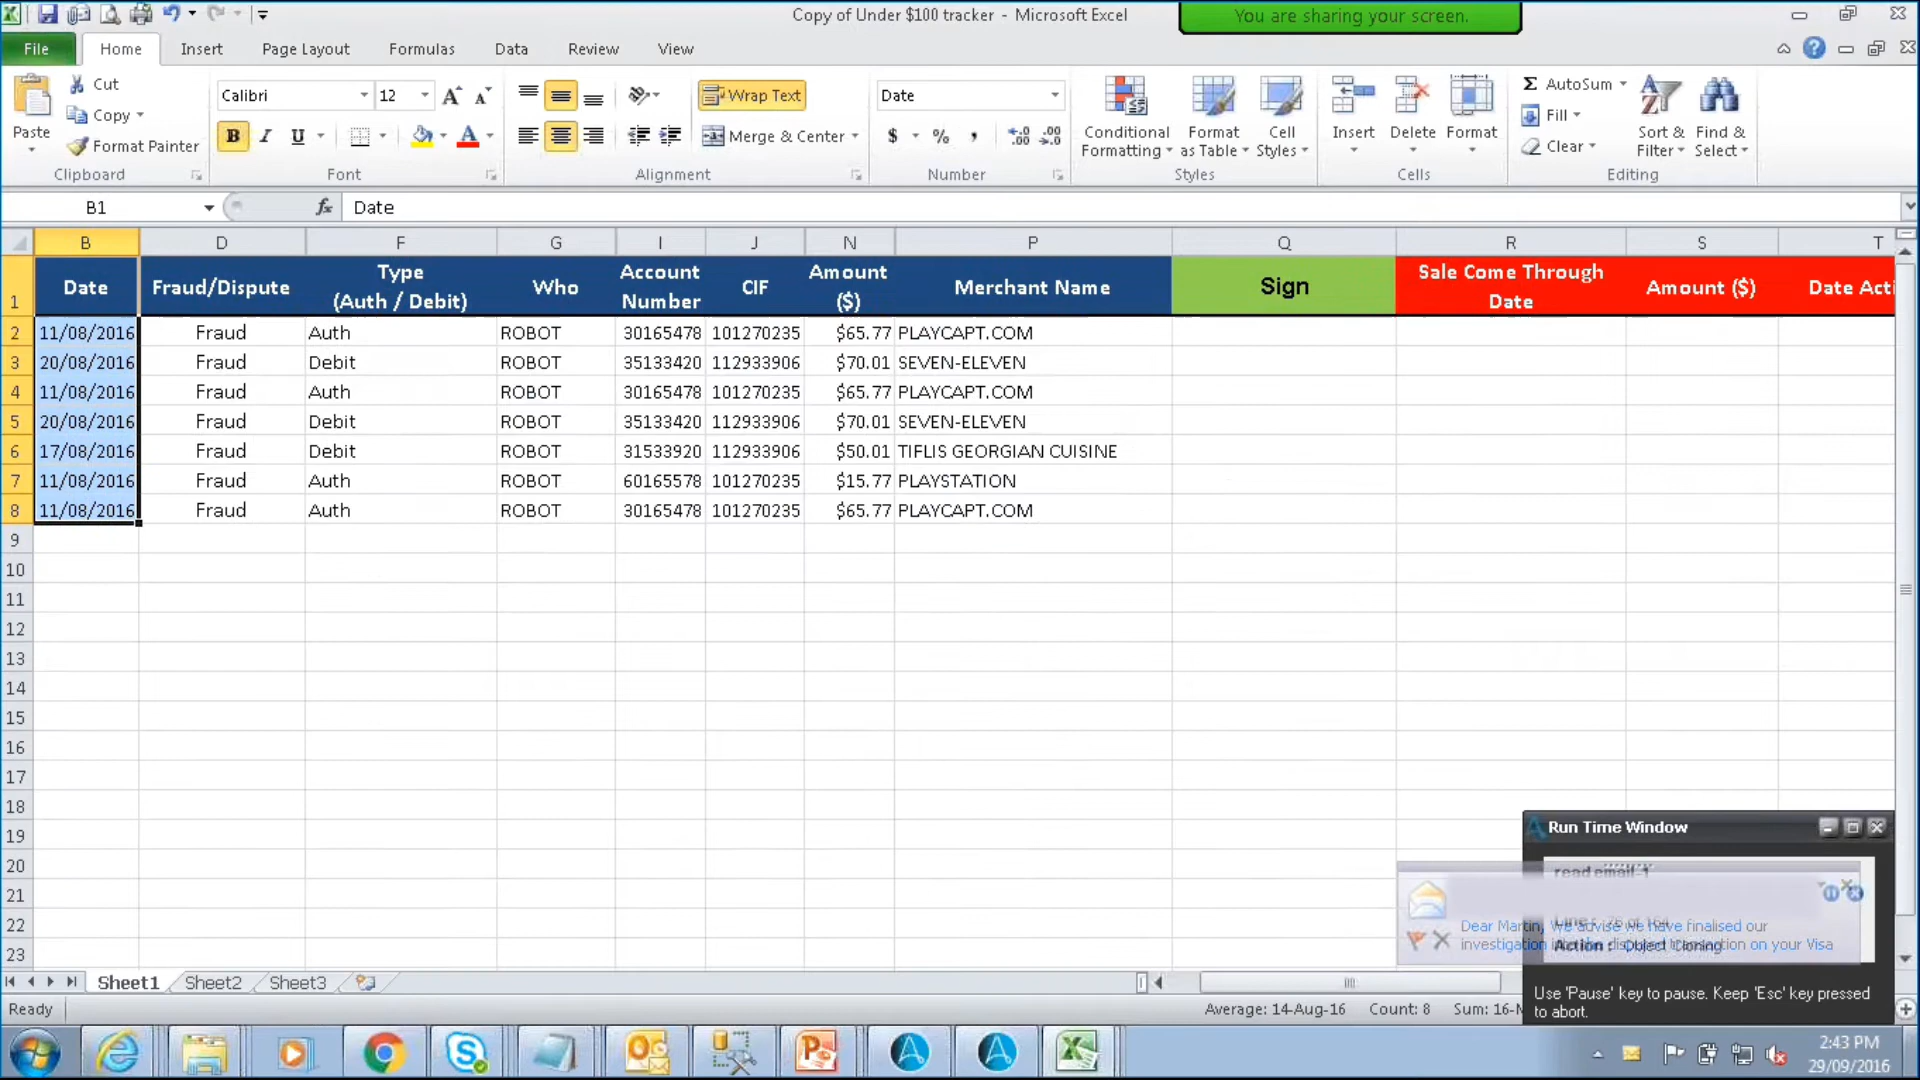 Copy of Under $100 tracker - Microsoft Excel
You are sharing your screen.
File Home Insert Page Layout Formulas Data Review View
Paste
Cut
Copy
Format Painter
Clipboard
Calibri 12
B I U
Font
Wrap Text
Merge & Center
Alignment
Date
$ % ,
Number
Conditional Formatting
Format as Table
Cell Styles
Styles
Insert Delete Format
Cells
Σ AutoSum
Fill
Clear
Sort & Filter
Find & Select
Editing
B1 fx Date
B D F G I J N P Q R S T
1 Date Fraud/Dispute Type (Auth / Debit) Who Account Number CIF Amount ($) Merchant Name Sign Sale Come Through Date Amount ($) Date Acti
2 11/08/2016 Fraud Auth ROBOT 30165478 101270235 $65.77 PLAYCAPT.COM
3 20/08/2016 Fraud Debit ROBOT 35133420 112933906 $70.01 SEVEN-ELEVEN
4 11/08/2016 Fraud Auth ROBOT 30165478 101270235 $65.77 PLAYCAPT.COM
5 20/08/2016 Fraud Debit ROBOT 35133420 112933906 $70.01 SEVEN-ELEVEN
6 17/08/2016 Fraud Debit ROBOT 31533920 112933906 $50.01 TIFLIS GEORGIAN CUISINE
7 11/08/2016 Fraud Auth ROBOT 60165578 101270235 $15.77 PLAYSTATION
8 11/08/2016 Fraud Auth ROBOT 30165478 101270235 $65.77 PLAYCAPT.COM
9
10
11
12
13
14
15
16
17
18
19
20
21
22
23
Run Time Window
read email-1
Dear Martin, We advise we have finalised our
investigation into the disputed transaction on your Visa
Action : Object Cloning
Use 'Pause' key to pause. Keep 'Esc' key pressed
to abort.
Sheet1 Sheet2 Sheet3
Ready Average: 14-Aug-16 Count: 8 Sum: 16-M
2:43 PM
29/09/2016